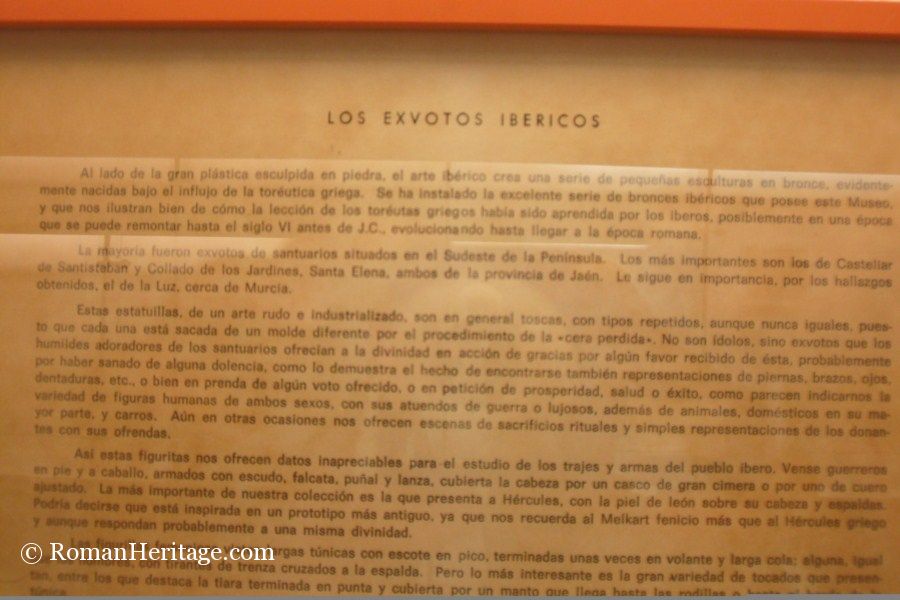 LOS EXVOTOS IBERICOS
Al lado de la gran plástica esculpida en piedra, el arte ibérico crea una serie de pequeñas esculturas en bronce, evidente-
mente nacidas bajo el influjo de la toréutica griega. Se ha instalado la excelente serie de bronces ibéricos que posee este Museo,
y que nos ilustran bien de cómo la lección de los toréutas griegos había sido aprendida por los iberos, posiblemente en una época
que se puede remontar hasta el siglo VI antes de J.C., evolucionando hasta llegar a la época romana.
La mayoría fueron exvotos de santuarios situados en el Sudeste de la Península. Los más importantes son los de Castellar
de Santisteban y Collado de los Jardines, Santa Elena, ambos de la provincia de Jaén. Le sigue en importancia, por los hallazgos
obtenidos, el de la Luz, cerca de Murcia.
Estas estatuillas, de un arte rudo e industrializado, son en general toscas, con tipos repetidos, aunque nunca iguales, pues-
to que cada una está sacada de un molde diferente por el procedimiento de la «cera perdida». No son ídolos, sino exvotos que los
humildes adoradores de los santuarios ofrecían a la divinidad en acción de gracias por algún favor recibido de ésta, probablemente
por haber sanado de alguna dolencia, como lo demuestra el hecho de encontrarse también representaciones de piernas, brazos, ojos,
dentaduras, etc., o bien en prenda de algún voto ofrecido, o en petición de prosperidad, salud o éxito, como parecen indicarnos la
variedad de figuras humanas de ambos sexos, con sus atuendos de guerra o lujosos, además de animales, domésticos en su ma-
yor parte, y carros. Aún en otras ocasiones nos ofrecen escenas de sacrificios rituales y simples representaciones de los donan-
tes con sus ofrendas.
Así estas figuritas nos ofrecen datos inapreciables para el estudio de los trajes y armas del pueblo ibero. Vense guerreros
en pie y a caballo, armados con escudo, falcata, puñal y lanza, cubierta la cabeza por un casco de gran cimera o por uno de cuero
ajustado. La más importante de nuestra colección es la que presenta a Hércules, con la piel de león sobre su cabeza y espaldas.
Podría decirse que está inspirada en un prototipo más antiguo, ya que nos recuerda al Melkart fenicio más que al Hércules griego
y aunque respondan probablemente a una misma divinidad.
Las largas túnicas con escote en pico, terminadas unas veces en volante y larga cola; alguna, igual
con tirantes de trenza cruzados a la espalda. Pero lo más interesante es la gran variedad de tocados que presen-
tan, entre los que destaca la tiara terminada en punta y cubierta por un manto que llega hasta las rodillas o hasta el borde de la
túnica.
© RomanHeritage.com